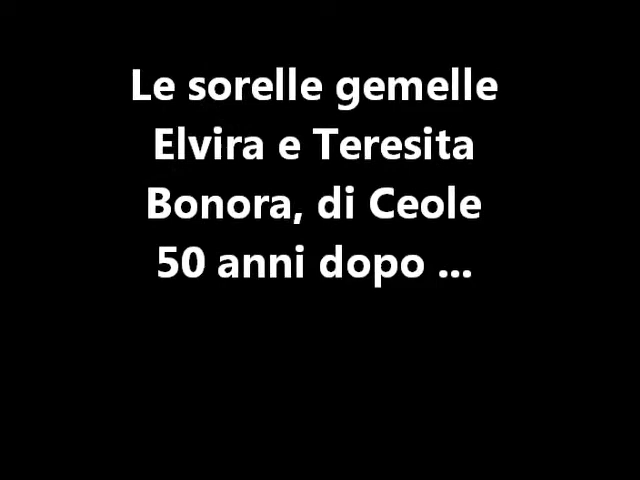 Le sorelle gemelle
Elvira e Teresita
Bonora, di Ceole
50 anni dopo ...